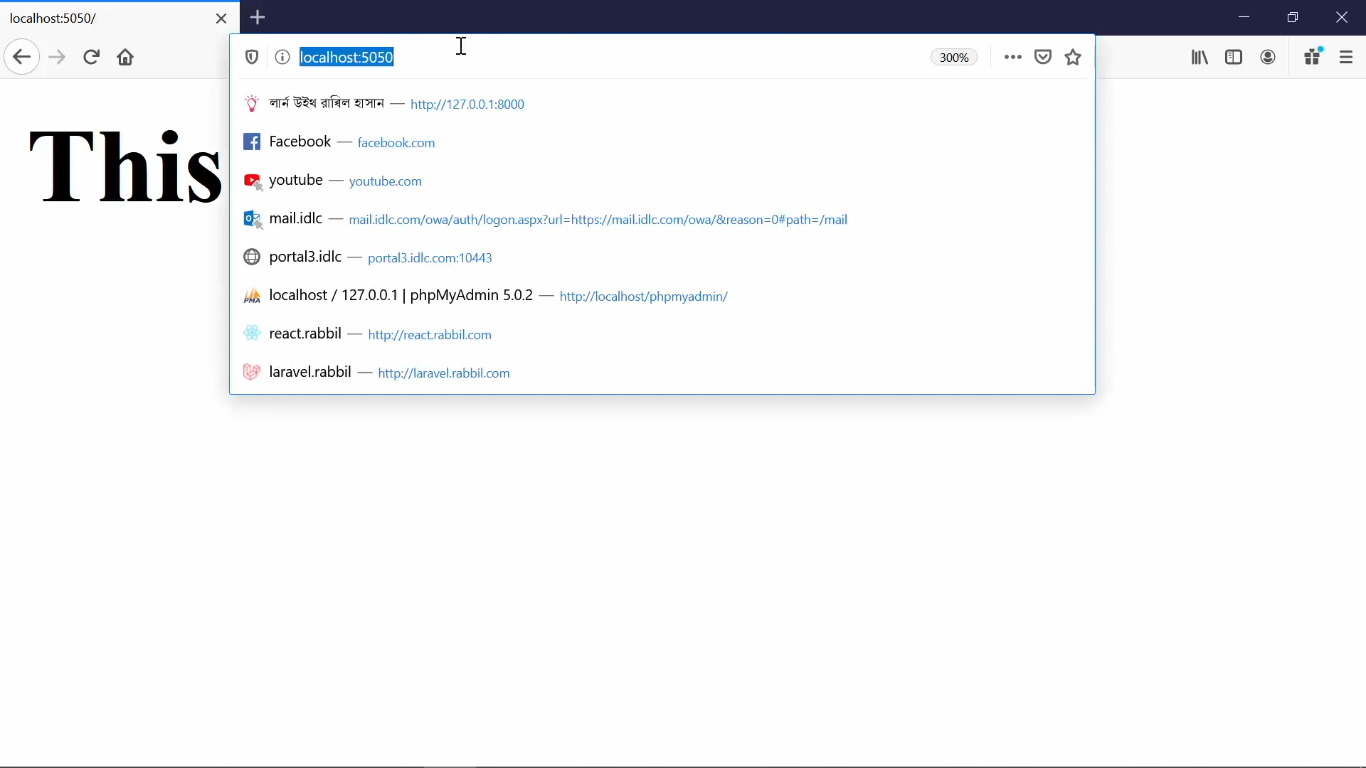 localhost:5050/
localhost:5050 300%
লার্ন উইথ রাবিল হাসান — http://127.0.0.1:8000
Facebook — facebook.com
youtube — youtube.com
mail.idlc — mail.idlc.com/owa/auth/logon.aspx?url=https://mail.idlc.com/owa/&reason=0#path=/mail
portal3.idlc — portal3.idlc.com:10443
PMA localhost / 127.0.0.1 | phpMyAdmin 5.0.2 — http://localhost/phpmyadmin/
react.rabbil — http://react.rabbil.com
laravel.rabbil — http://laravel.rabbil.com
This